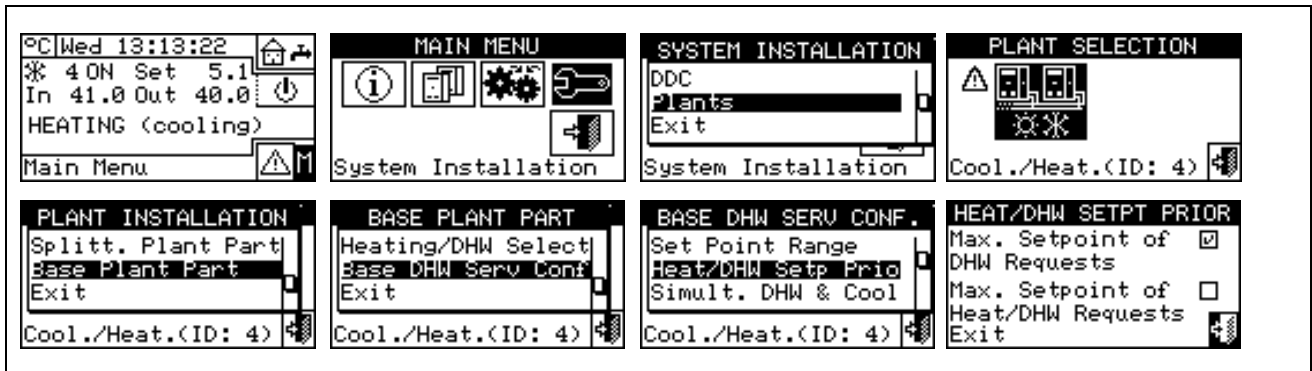 °C Wed 13:13:22
4 ON Set 5.1
In 41.0 Out 40.0
HEATING (cooling)
Main Menu M
MAIN MENU
System Installation
SYSTEM INSTALLATION
DDC
Plants
Exit
System Installation
PLANT SELECTION
Cool./Heat.(ID: 4)
PLANT INSTALLATION
Splitt. Plant Part
Base Plant Part
Exit
Cool./Heat.(ID: 4)
BASE PLANT PART
Heating/DHW Select
Base DHW Serv Conf
Exit
Cool./Heat.(ID: 4)
BASE DHW SERV CONF.
Set Point Range
Heat/DHW Setp Prio
Simult. DHW & Cool
Cool./Heat.(ID: 4)
HEAT/DHW SETPT PRIOR
Max. Setpoint of
DHW Requests
Max. Setpoint of
Heat/DHW Requests
Exit